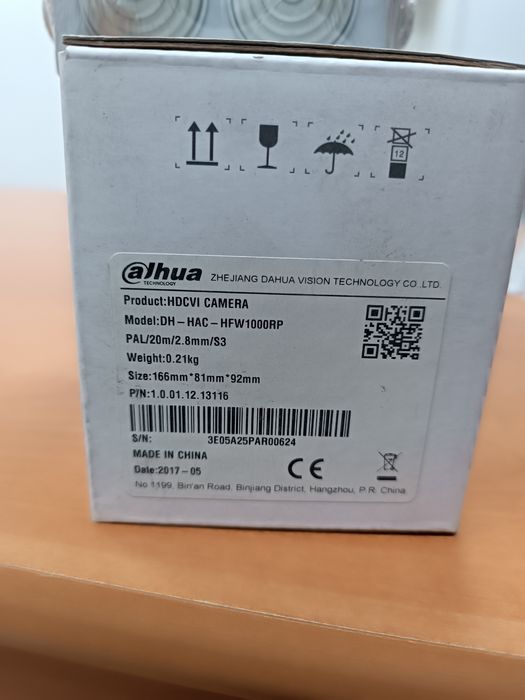 12
alhua
TECHNOLOGY
ZHEJIANG DAHUA VISION TECHNOLOGY CO.,LTD.
Product:HDCVI CAMERA
Model:DH-HAC-HFW1000RP
PAL/20m/2.8mm/S3
Weight:0.21kg
Size:166mm*81mm*92mm
P/N:1.0.01.12.13116
S/N: 3E05A25PAR00624
MADE IN CHINA
Date:2017-05
CE
No 1199, Bin'an Road, Binjiang District, Hangzhou, P.R. China